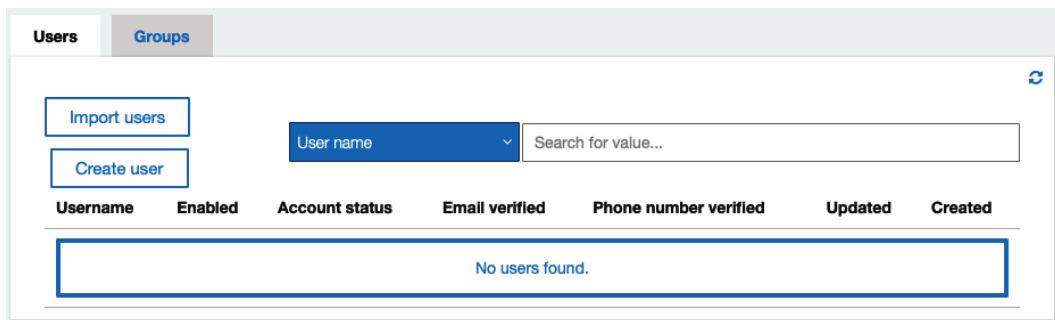 Users Groups
Import users
User name Search for value...
Create user
Username Enabled Account status Email verified Phone number verified Updated Created
No users found.